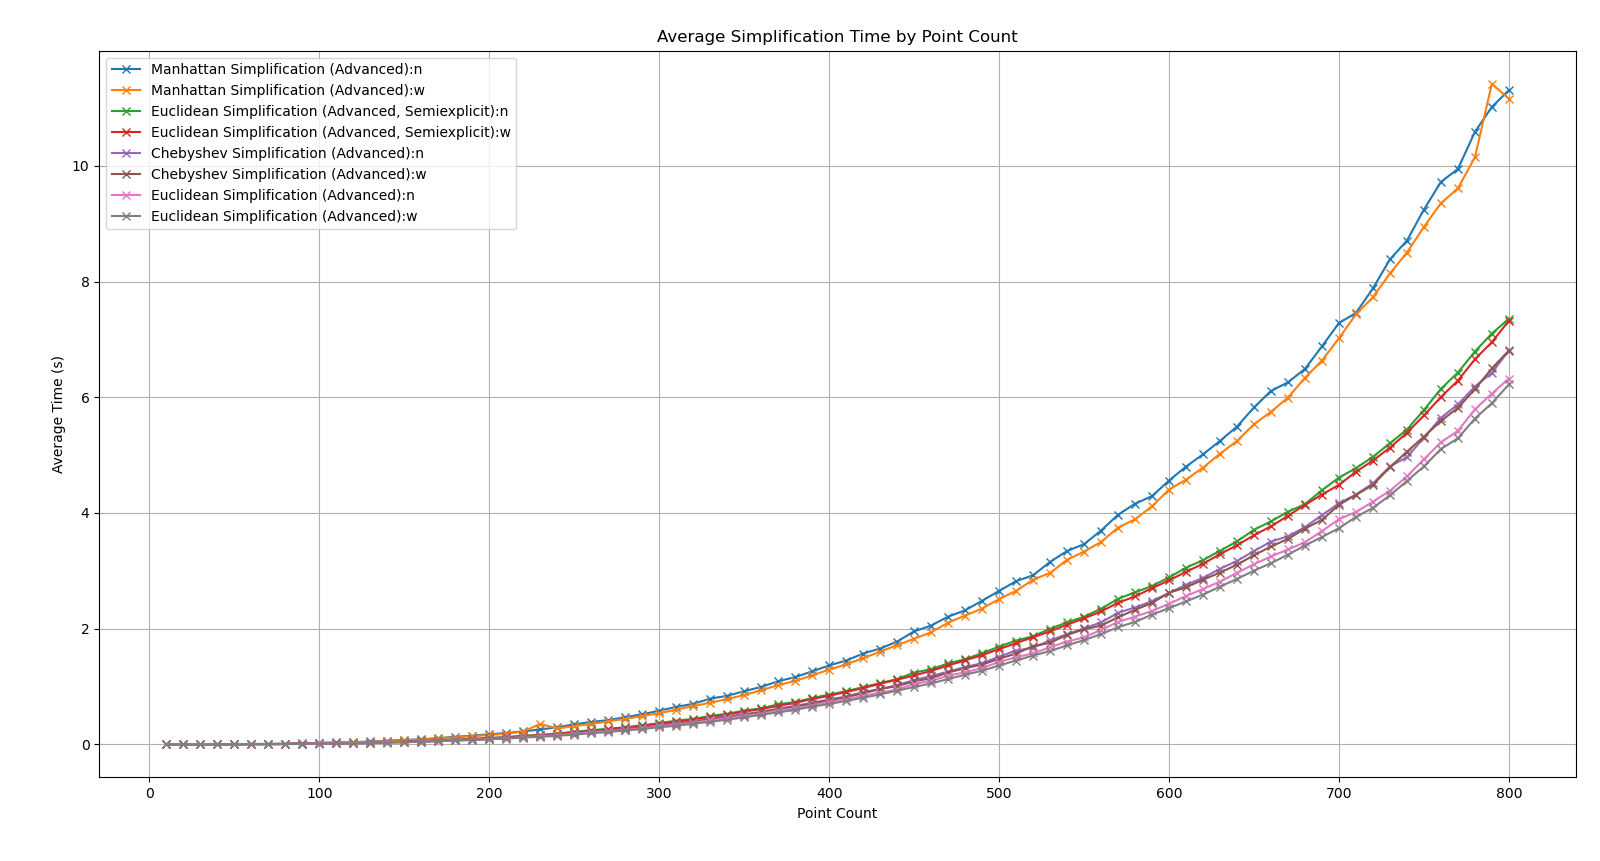 Average Simplification Time by Point Count
Manhattan Simplification (Advanced):n
Manhattan Simplification (Advanced):w
Euclidean Simplification (Advanced, Semiexplicit):n
Euclidean Simplification (Advanced, Semiexplicit):w
Chebyshev Simplification (Advanced):n
Chebyshev Simplification (Advanced):w
Euclidean Simplification (Advanced):n
Euclidean Simplification (Advanced):w
10
8
6
4
2
0
Average Time (s)
0 100 200 300 400 500 600 700 800
Point Count